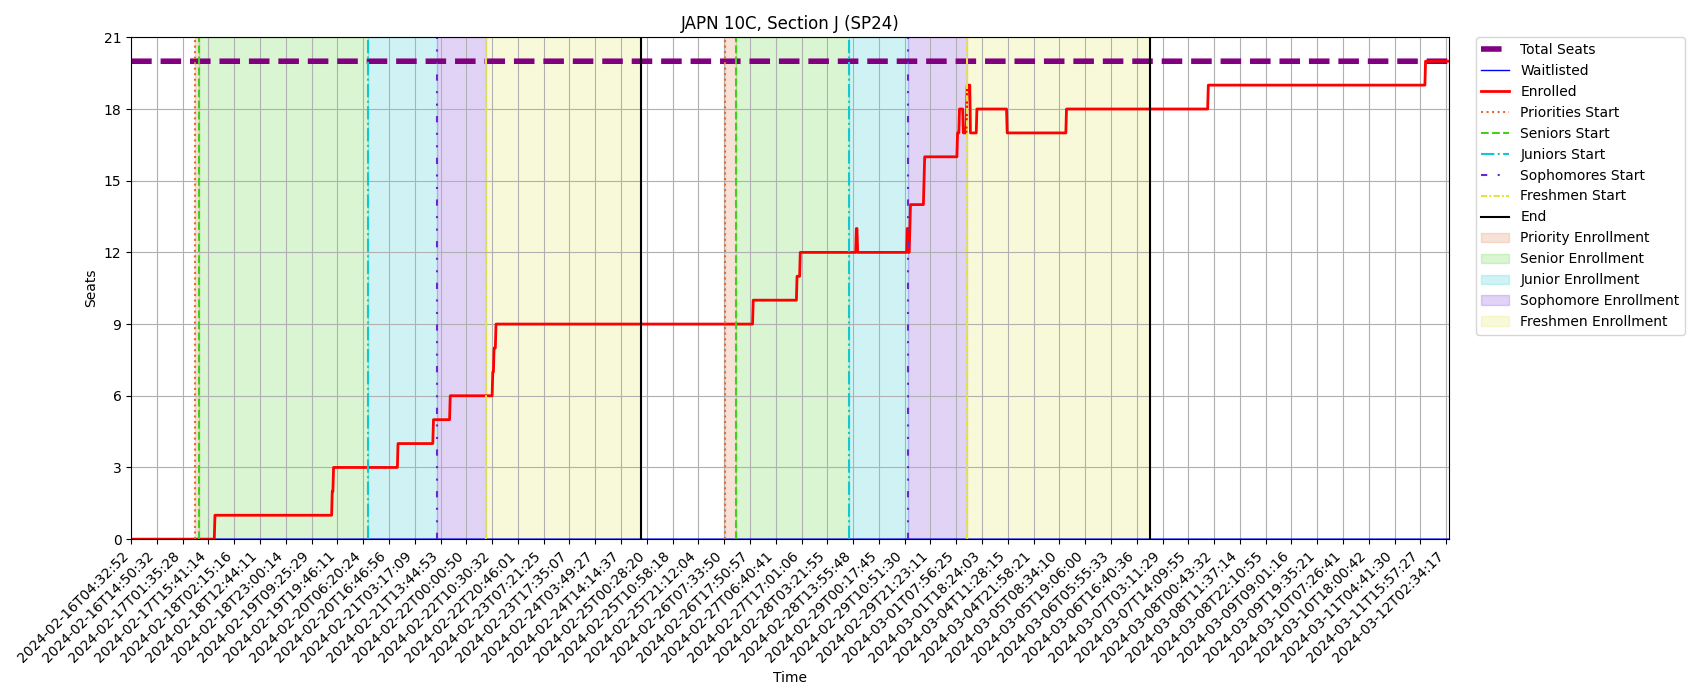 JAPN 10C, Section J (SP24)
21
18
15
12
9
6
3
0
Seats
2024-02-16T04:32:52
2024-02-16T14:50:32
2024-02-17T01:35:28
2024-02-17T15:41:14
2024-02-18T02:15:16
2024-02-18T12:44:11
2024-02-18T23:00:14
2024-02-19T09:25:29
2024-02-19T19:46:11
2024-02-20T06:20:24
2024-02-20T16:46:56
2024-02-21T03:17:09
2024-02-21T13:44:53
2024-02-22T00:00:50
2024-02-22T10:30:32
2024-02-22T20:46:01
2024-02-23T07:21:25
2024-02-23T17:35:07
2024-02-24T03:49:27
2024-02-24T14:14:37
2024-02-25T00:28:20
2024-02-25T10:58:18
2024-02-25T21:12:04
2024-02-26T07:33:50
2024-02-26T17:50:57
2024-02-27T06:40:41
2024-02-27T17:01:06
2024-02-28T03:21:55
2024-02-28T13:55:48
2024-02-29T00:17:45
2024-02-29T10:51:30
2024-02-29T21:23:11
2024-03-01T07:56:25
2024-03-01T18:24:03
2024-03-04T11:28:15
2024-03-04T21:58:21
2024-03-05T08:34:10
2024-03-05T19:06:00
2024-03-06T05:55:33
2024-03-06T16:40:36
2024-03-07T03:11:29
2024-03-07T14:09:55
2024-03-08T00:43:32
2024-03-08T11:37:14
2024-03-08T22:10:55
2024-03-09T09:01:16
2024-03-09T19:35:21
2024-03-10T07:26:41
2024-03-10T18:00:42
2024-03-11T04:41:30
2024-03-11T15:57:27
2024-03-12T02:34:17
Time
Total Seats
Waitlisted
Enrolled
Priorities Start
Seniors Start
Juniors Start
Sophomores Start
Freshmen Start
End
Priority Enrollment
Senior Enrollment
Junior Enrollment
Sophomore Enrollment
Freshmen Enrollment